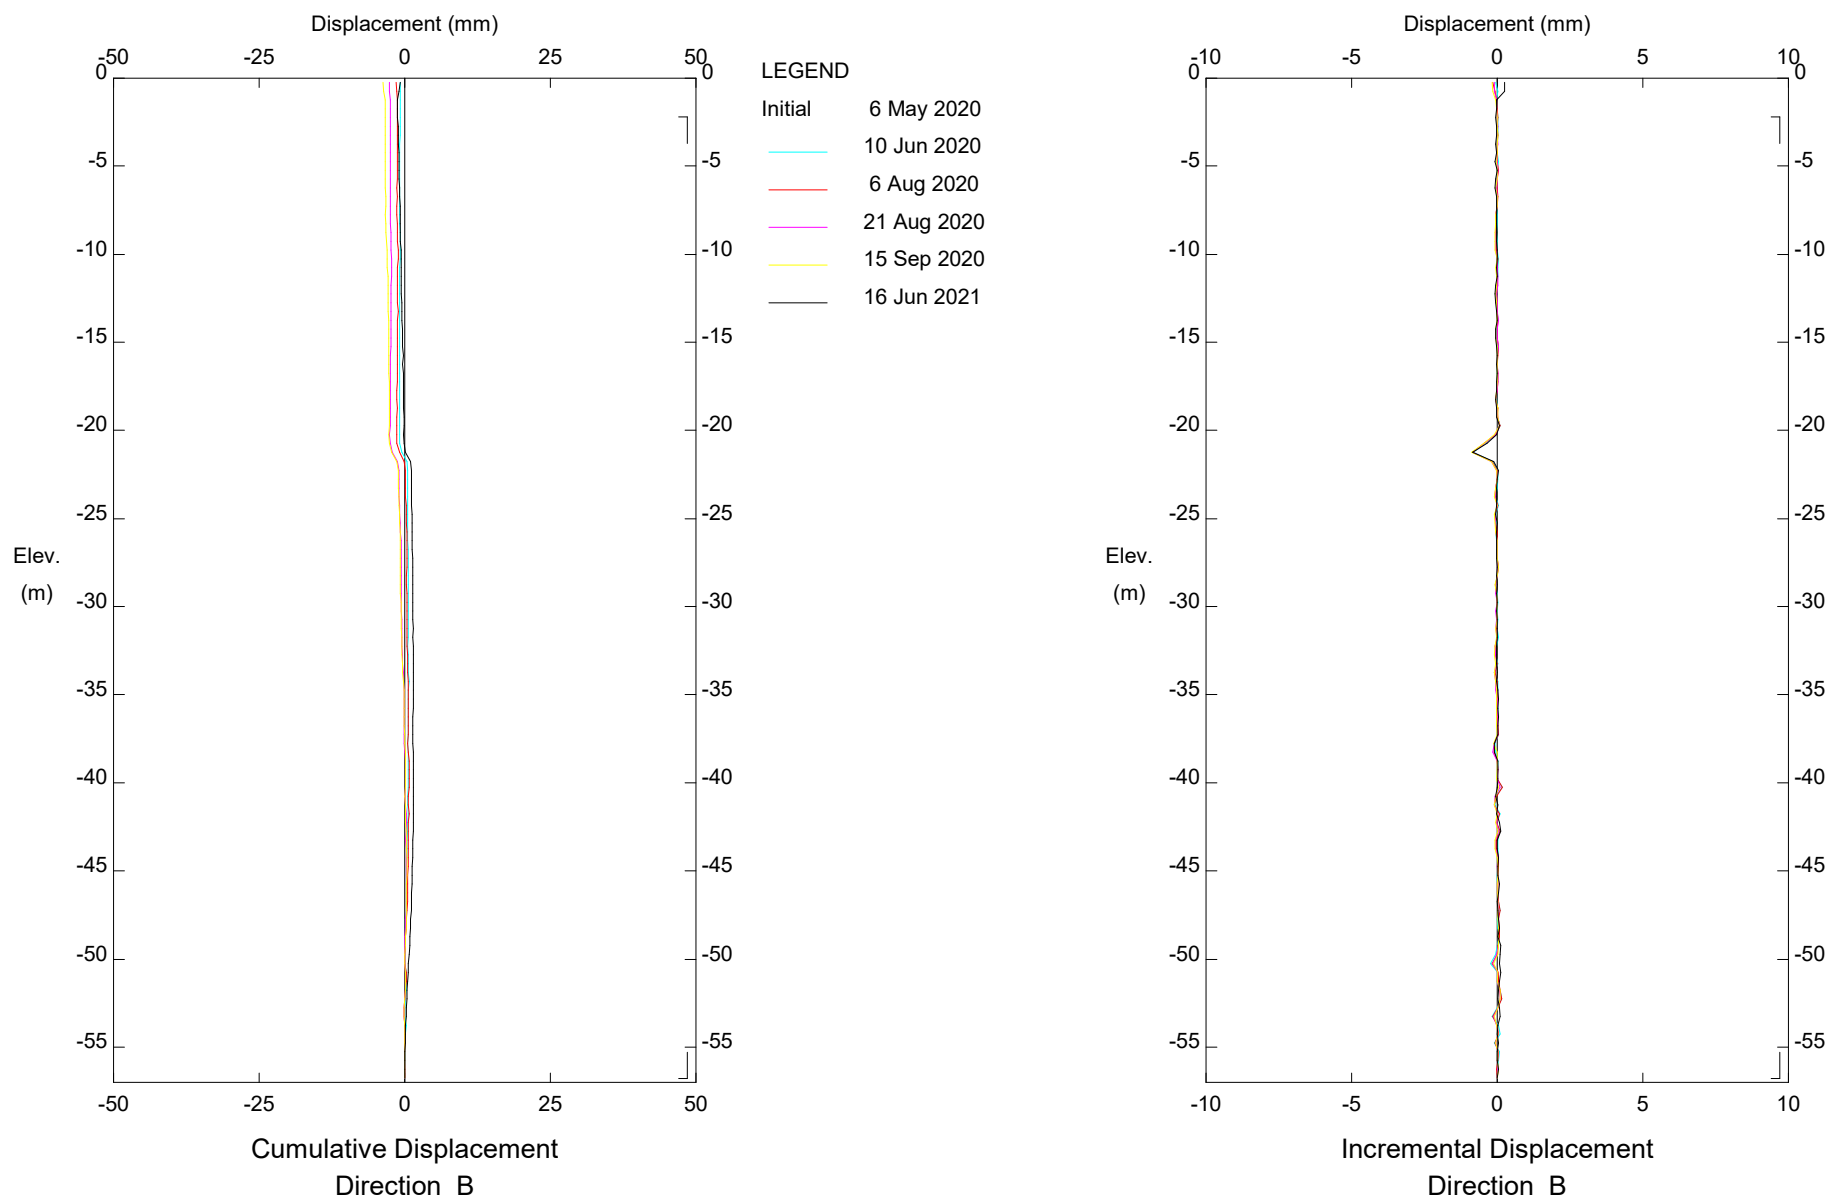 Displacement (mm)
-50 -25 0 25 50
0 0
-5 -5
-10 -10
-15 -15
-20 -20
-25 -25
Elev.
(m)
-30 -30
-35 -35
-40 -40
-45 -45
-50 -50
-55 -55
-50 -25 0 25 50
Cumulative Displacement
Direction B
LEGEND
Initial 6 May 2020
10 Jun 2020
6 Aug 2020
21 Aug 2020
15 Sep 2020
16 Jun 2021
Displacement (mm)
-10 -5 0 5 10
0 0
-5 -5
-10 -10
-15 -15
-20 -20
-25 -25
Elev.
(m)
-30 -30
-35 -35
-40 -40
-45 -45
-50 -50
-55 -55
-10 -5 0 5 10
Incremental Displacement
Direction B